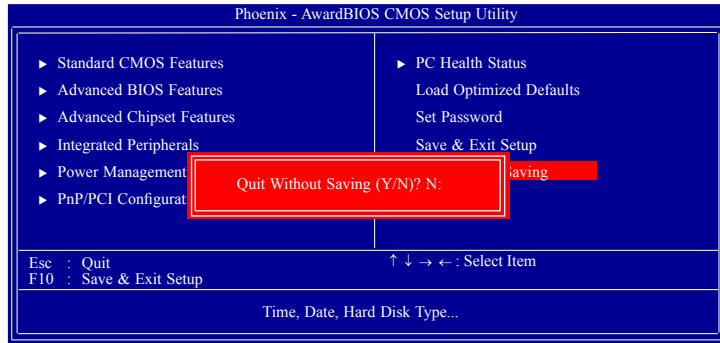 Phoenix - AwardBIOS CMOS Setup Utility
► Standard CMOS Features
► Advanced BIOS Features
► Advanced Chipset Features
► Integrated Peripherals
► Power Management
► PnP/PCI Configurat
► PC Health Status
Load Optimized Defaults
Set Password
Save & Exit Setup
Saving
Quit Without Saving (Y/N)? N:
Esc : Quit
F10 : Save & Exit Setup
↑ ↓ → ← : Select Item
Time, Date, Hard Disk Type...